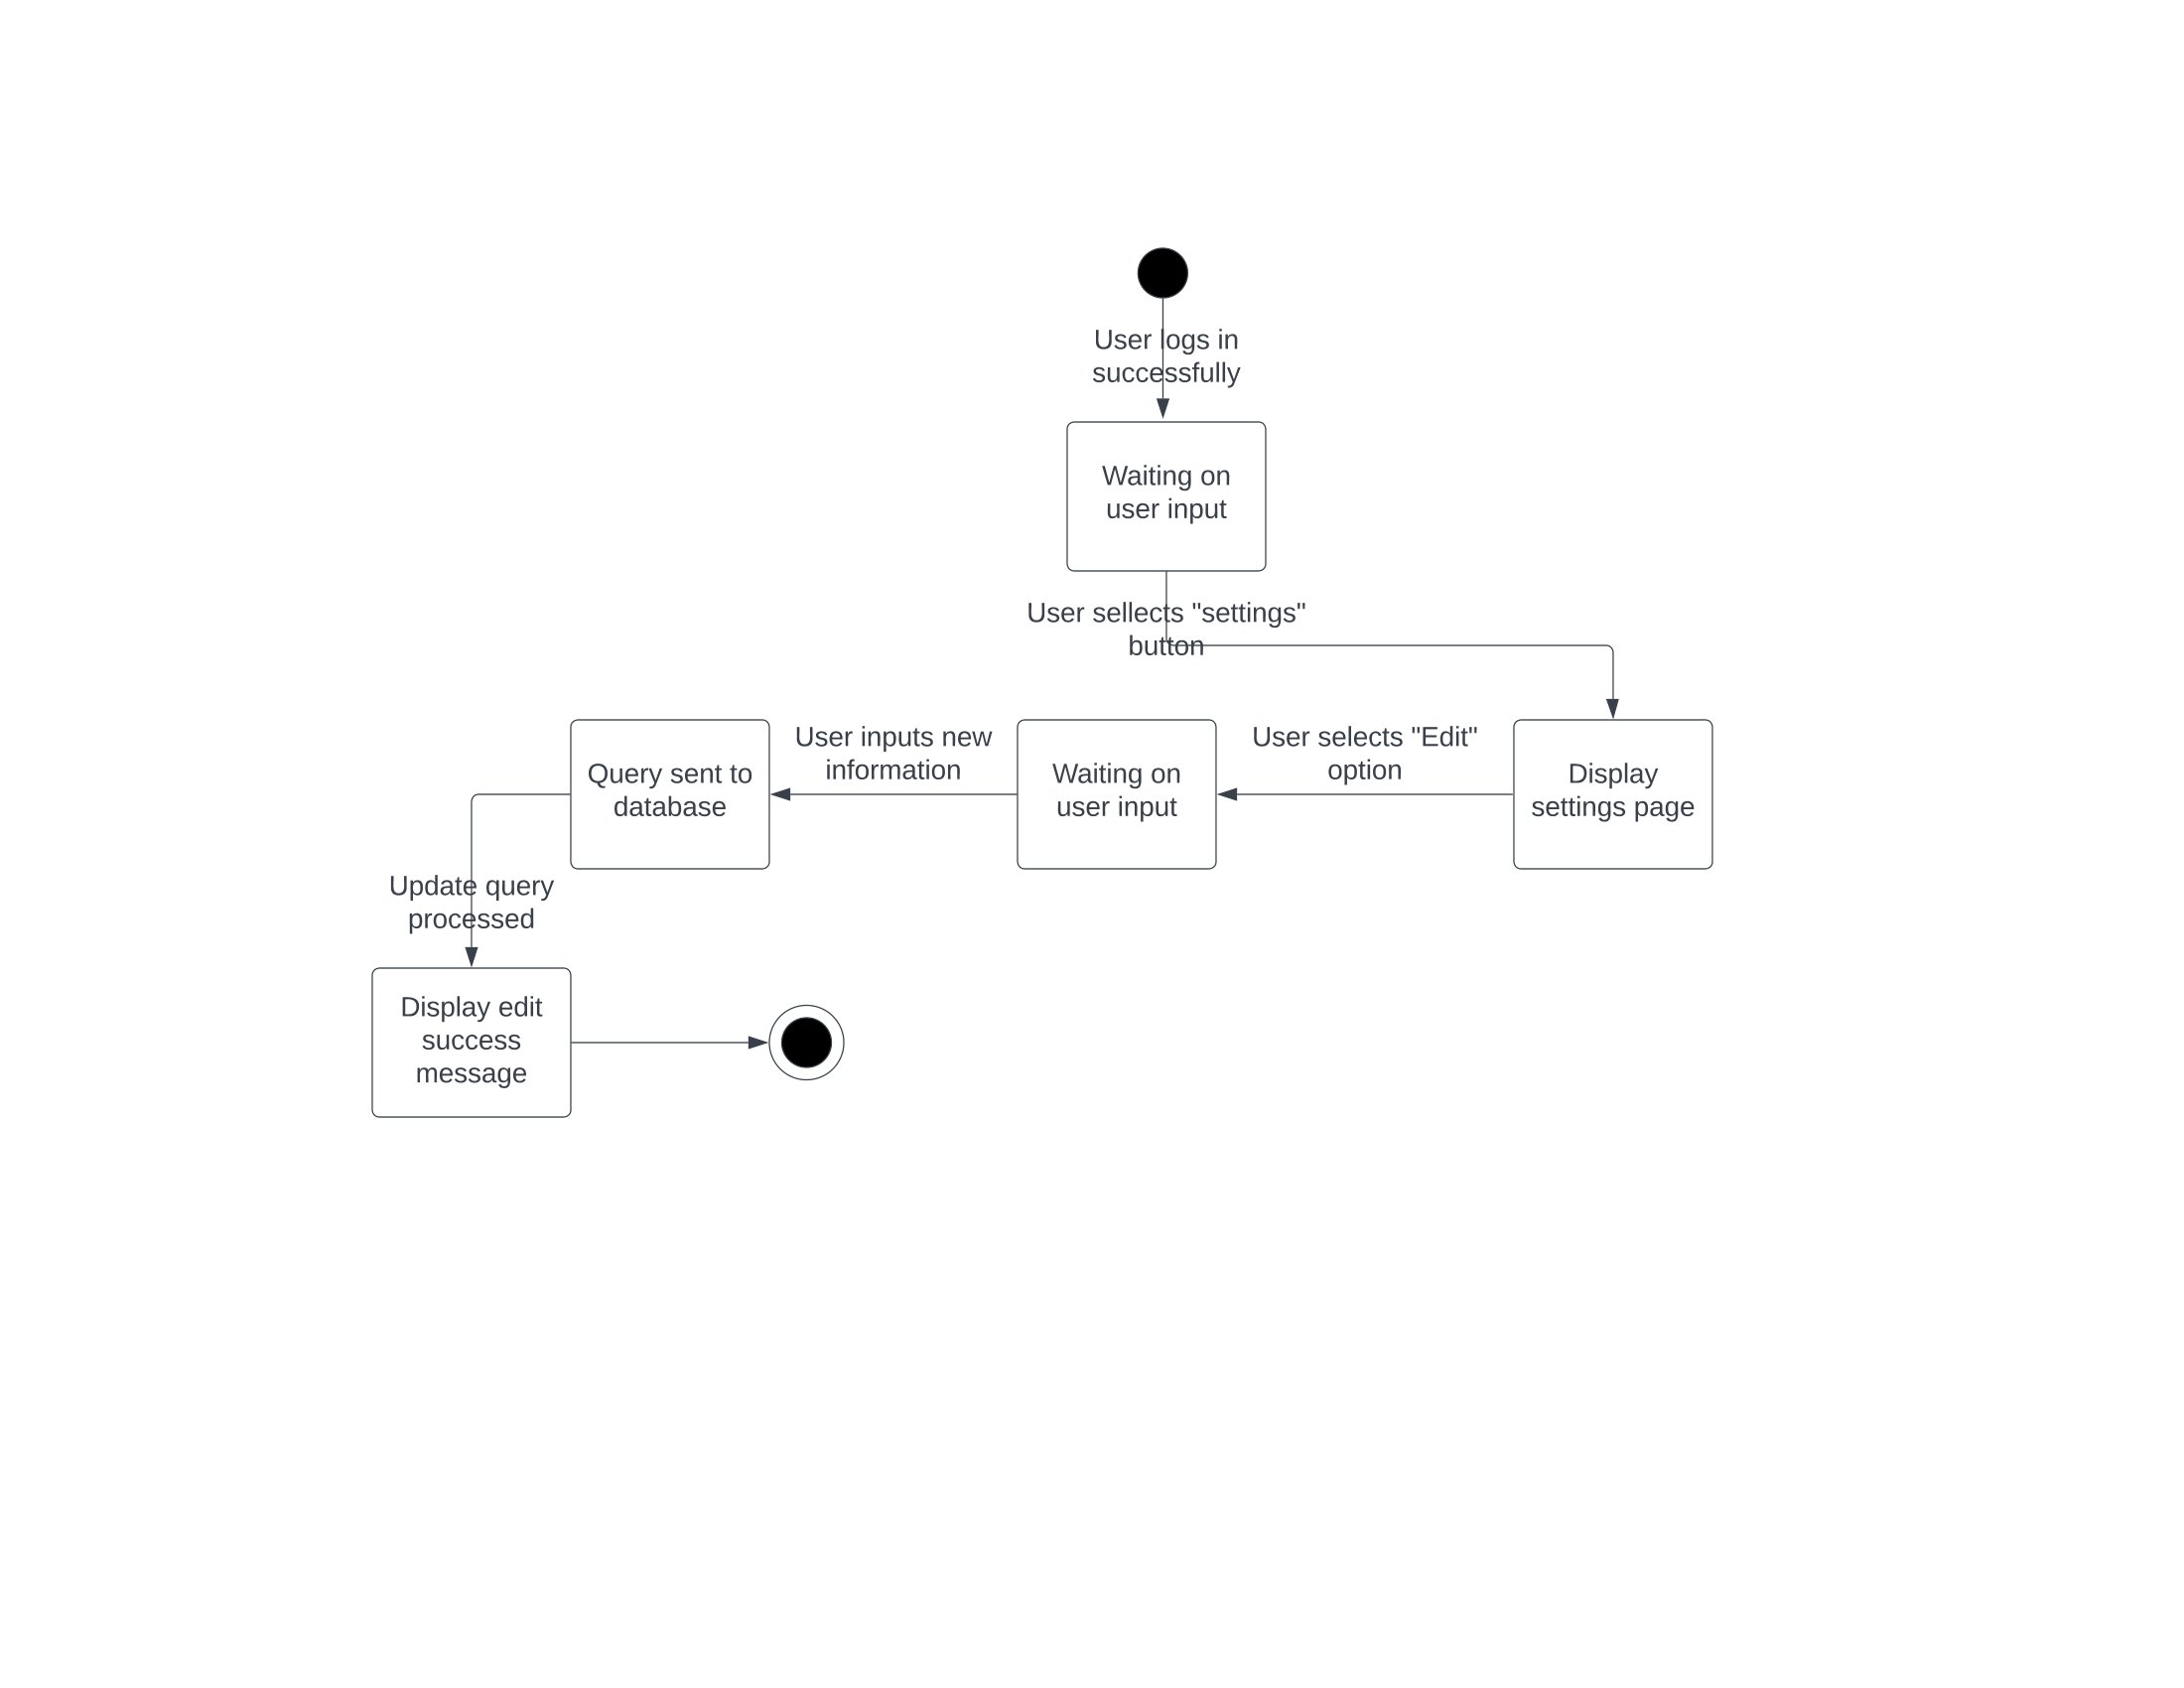 User logs in
successfully
Waiting on
user input
User sellects "settings"
button
Query sent to
database
User inputs new
information
Waiting on
user input
User selects "Edit"
option
Display
settings page
Update query
processed
Display edit
success
message